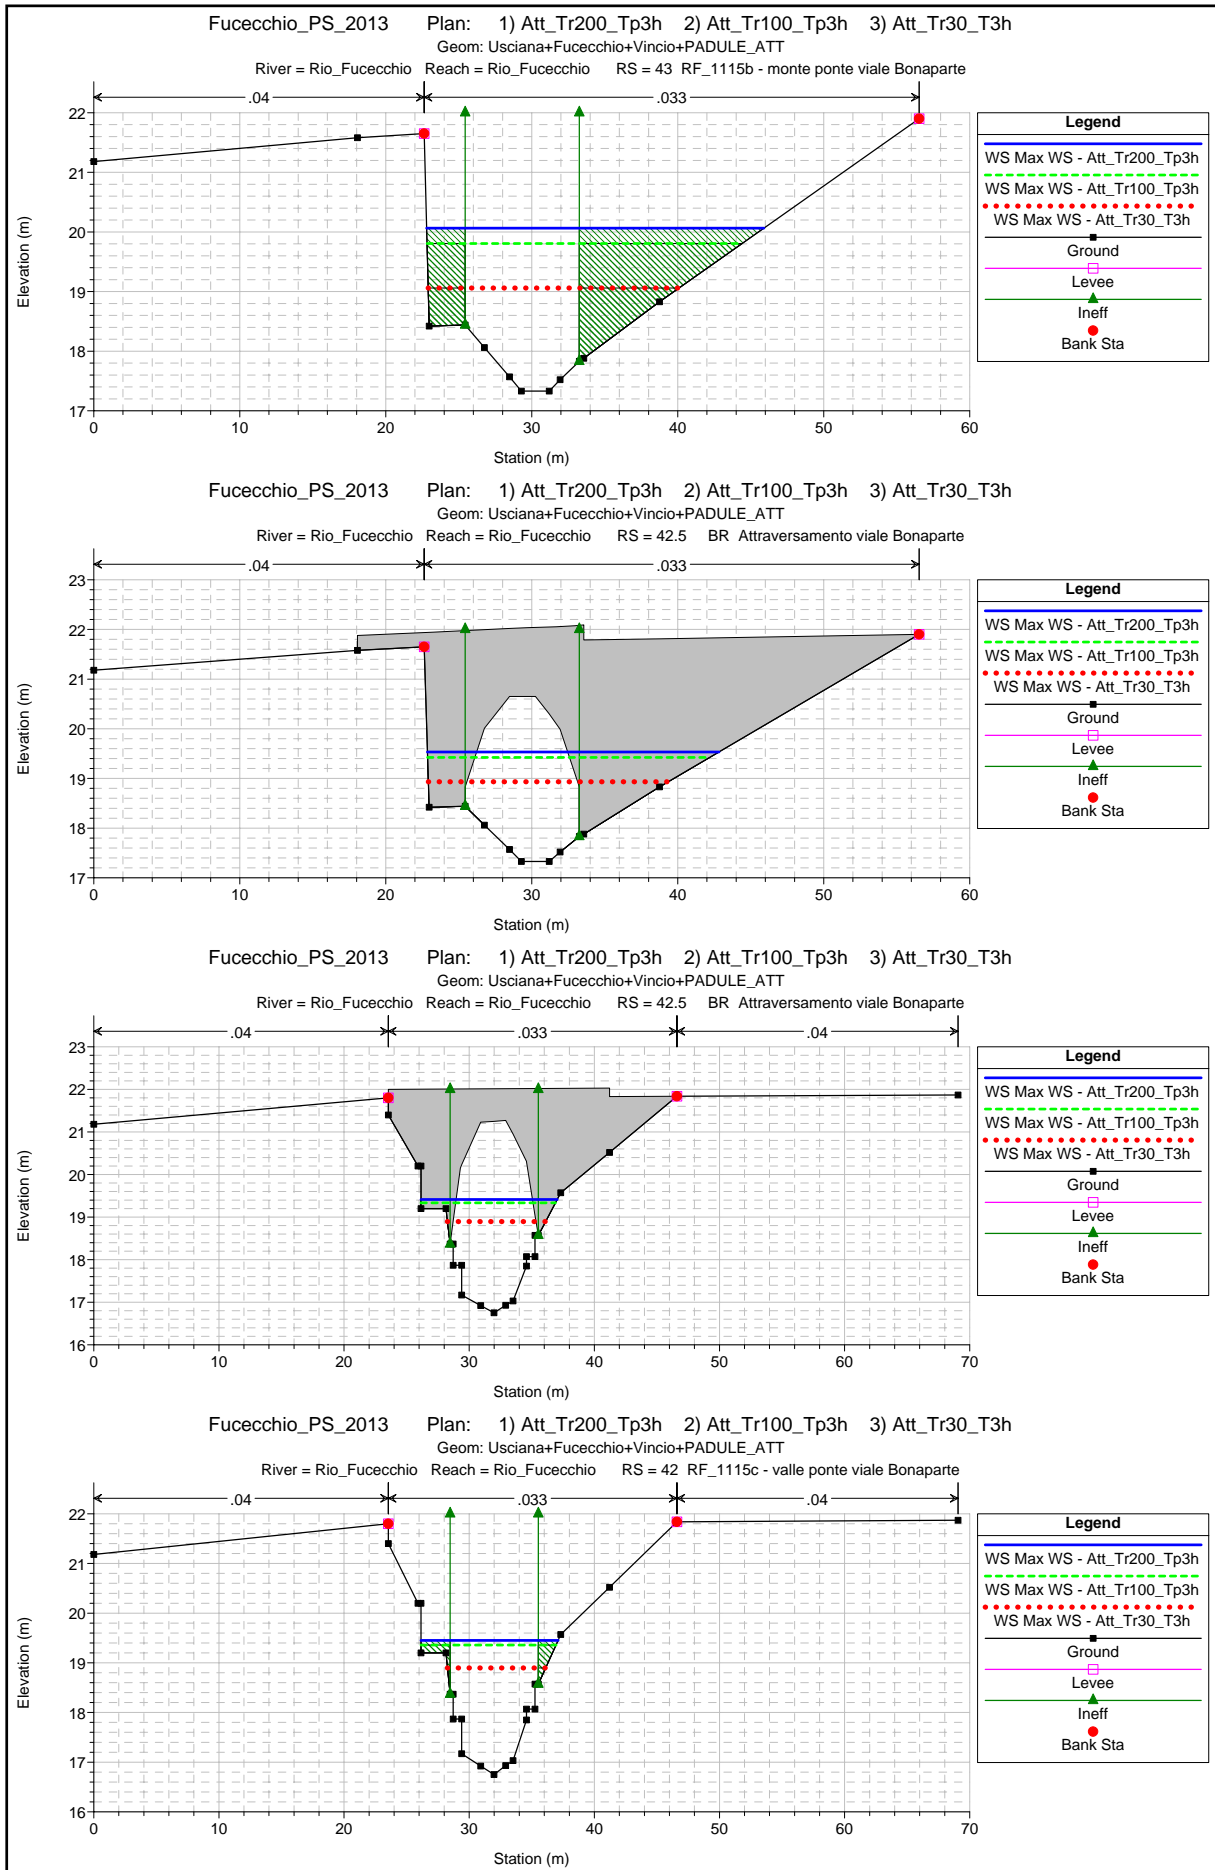 Fucecchio_PS_2013 Plan: 1) Att_Tr200_Tp3h 2) Att_Tr100_Tp3h 3) Att_Tr30_T3h
Geom: Usciana+Fucecchio+Vincio+PADULE_ATT
River = Rio_Fucecchio Reach = Rio_Fucecchio RS = 43 RF_1115b - monte ponte viale Bonaparte
.04 .033
22
21
20
19
18
17
Elevation (m)
0 10 20 30 40 50 60
Station (m)
Legend
WS Max WS - Att_Tr200_Tp3h
WS Max WS - Att_Tr100_Tp3h
WS Max WS - Att_Tr30_T3h
Ground
Levee
Ineff
Bank Sta
Fucecchio_PS_2013 Plan: 1) Att_Tr200_Tp3h 2) Att_Tr100_Tp3h 3) Att_Tr30_T3h
Geom: Usciana+Fucecchio+Vincio+PADULE_ATT
River = Rio_Fucecchio Reach = Rio_Fucecchio RS = 42.5 BR Attraversamento viale Bonaparte
.04 .033
23
22
21
20
19
18
17
Elevation (m)
0 10 20 30 40 50 60
Station (m)
Legend
WS Max WS - Att_Tr200_Tp3h
WS Max WS - Att_Tr100_Tp3h
WS Max WS - Att_Tr30_T3h
Ground
Levee
Ineff
Bank Sta
Fucecchio_PS_2013 Plan: 1) Att_Tr200_Tp3h 2) Att_Tr100_Tp3h 3) Att_Tr30_T3h
Geom: Usciana+Fucecchio+Vincio+PADULE_ATT
River = Rio_Fucecchio Reach = Rio_Fucecchio RS = 42.5 BR Attraversamento viale Bonaparte
.04 .033 .04
23
22
21
20
19
18
17
16
Elevation (m)
0 10 20 30 40 50 60 70
Station (m)
Legend
WS Max WS - Att_Tr200_Tp3h
WS Max WS - Att_Tr100_Tp3h
WS Max WS - Att_Tr30_T3h
Ground
Levee
Ineff
Bank Sta
Fucecchio_PS_2013 Plan: 1) Att_Tr200_Tp3h 2) Att_Tr100_Tp3h 3) Att_Tr30_T3h
Geom: Usciana+Fucecchio+Vincio+PADULE_ATT
River = Rio_Fucecchio Reach = Rio_Fucecchio RS = 42 RF_1115c - valle ponte viale Bonaparte
.04 .033 .04
22
21
20
19
18
17
16
Elevation (m)
0 10 20 30 40 50 60 70
Station (m)
Legend
WS Max WS - Att_Tr200_Tp3h
WS Max WS - Att_Tr100_Tp3h
WS Max WS - Att_Tr30_T3h
Ground
Levee
Ineff
Bank Sta